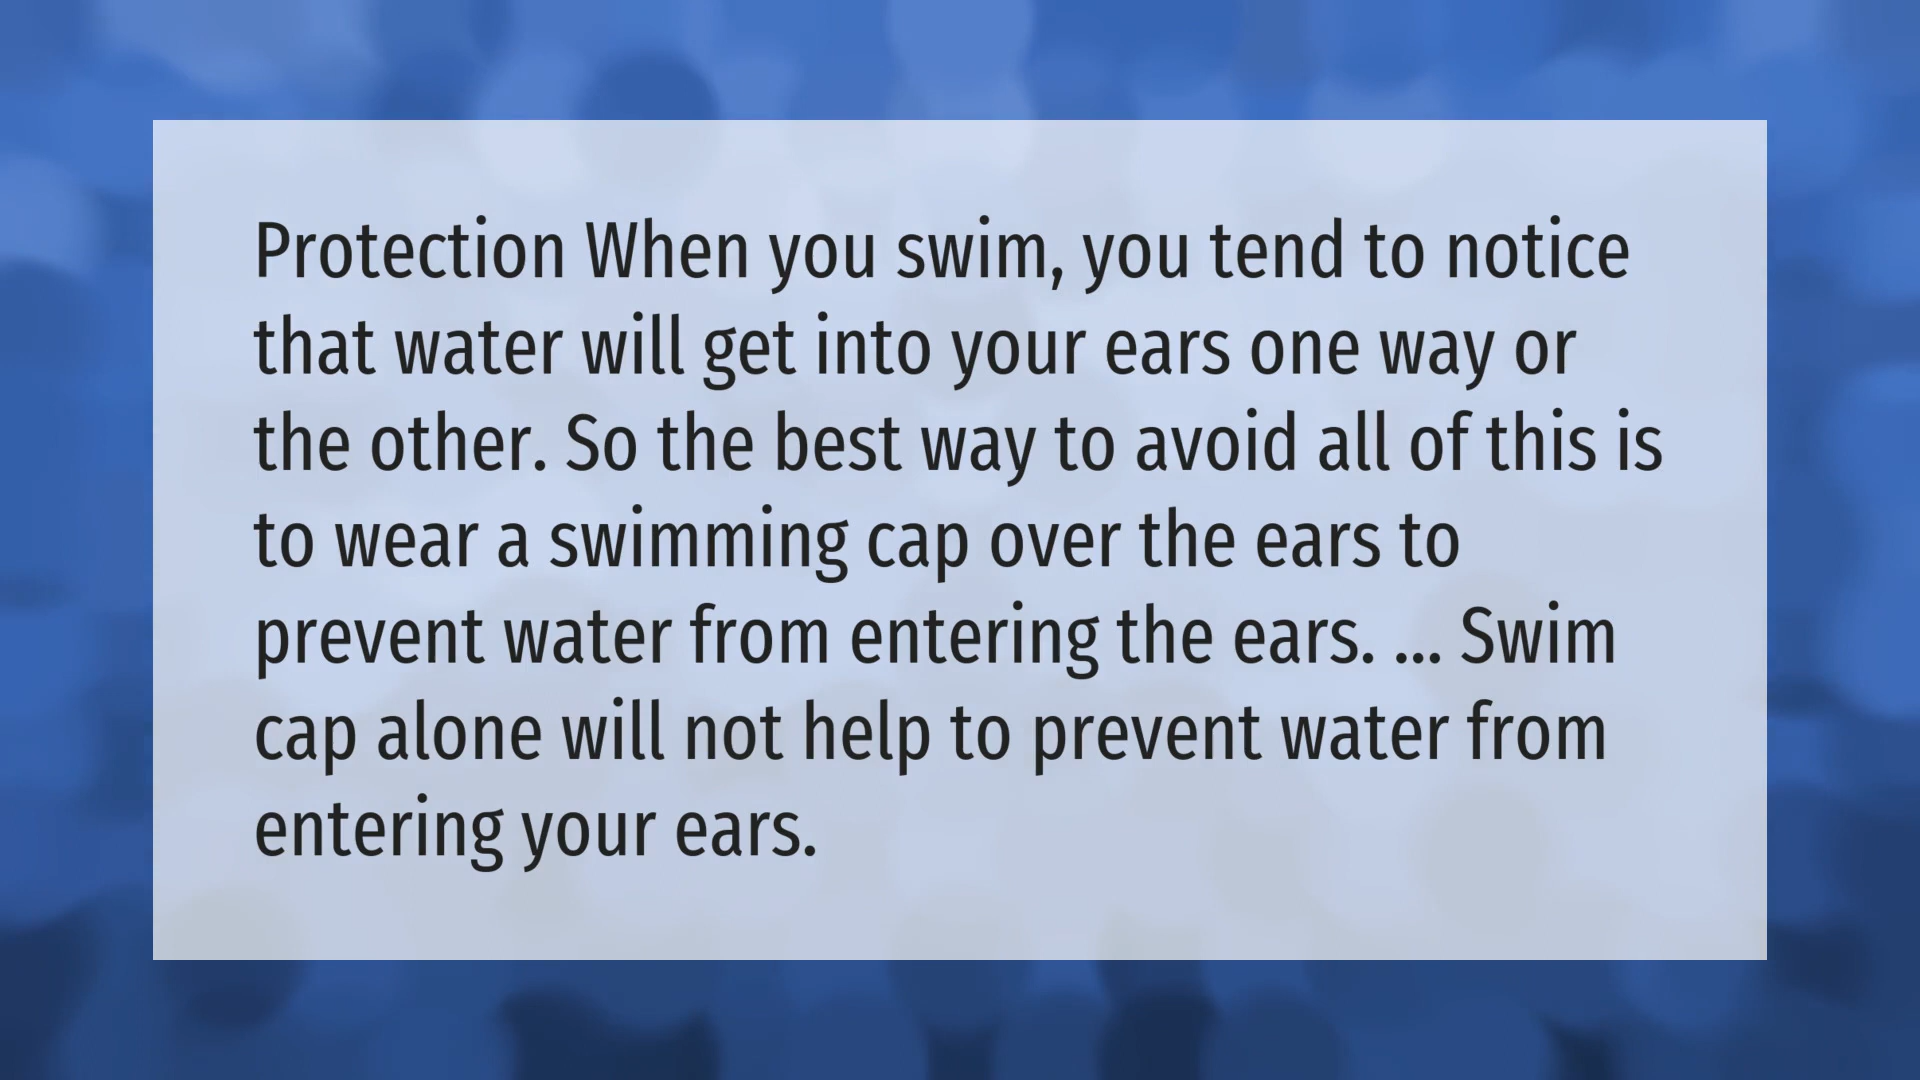 Protection When you swim, you tend to notice
that water will get into your ears one way or
the other. So the best way to avoid all of this is
to wear a swimming cap over the ears to
prevent water from entering the ears. ... Swim
cap alone will not help to prevent water from
entering your ears.